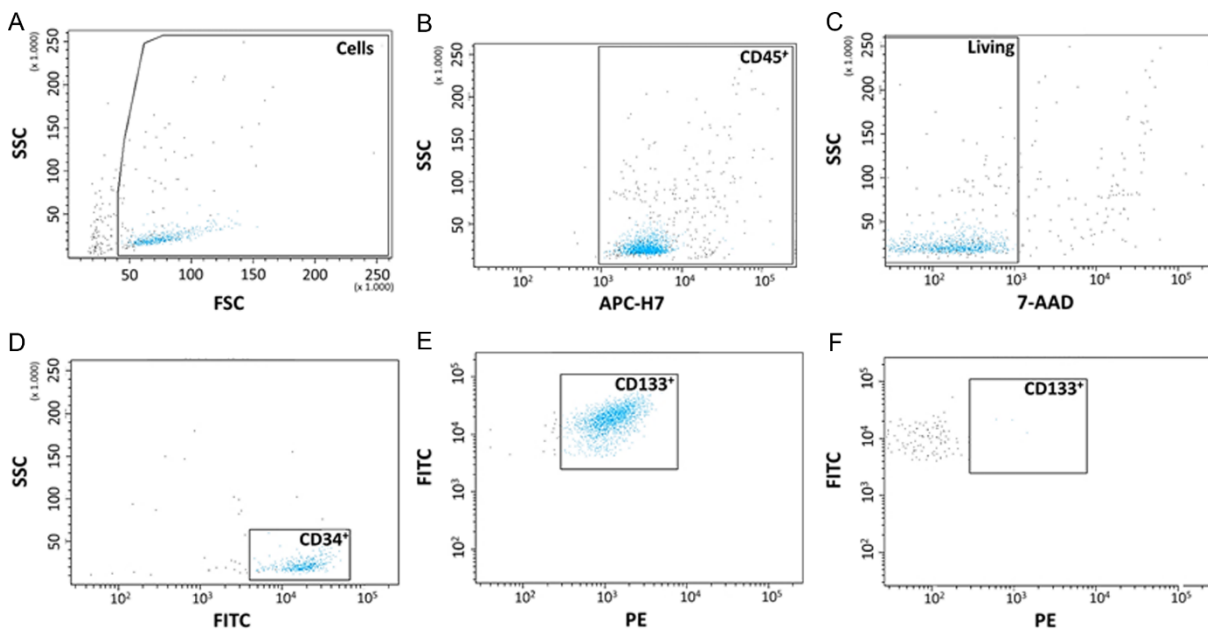 A
(x 1.000)
250
200
150
100
50
SSC
Cells
50 100 150 200 250
(x 1.000)
FSC
B
(x 1.000)
250
200
150
100
50
SSC
CD45⁺
10² 10³ 10⁴ 10⁵
APC-H7
C
(x 1.000)
250
200
150
100
50
SSC
Living
10² 10³ 10⁴ 10⁵
7-AAD
D
(x 1.000)
250
200
150
100
50
SSC
CD34⁺
10² 10³ 10⁴ 10⁵
FITC
E
10⁵
10⁴
10³
10²
FITC
CD133⁺
10² 10³ 10⁴ 10⁵
PE
F
10⁵
10⁴
10³
10²
FITC
CD133⁺
10² 10³ 10⁴ 10⁵
PE